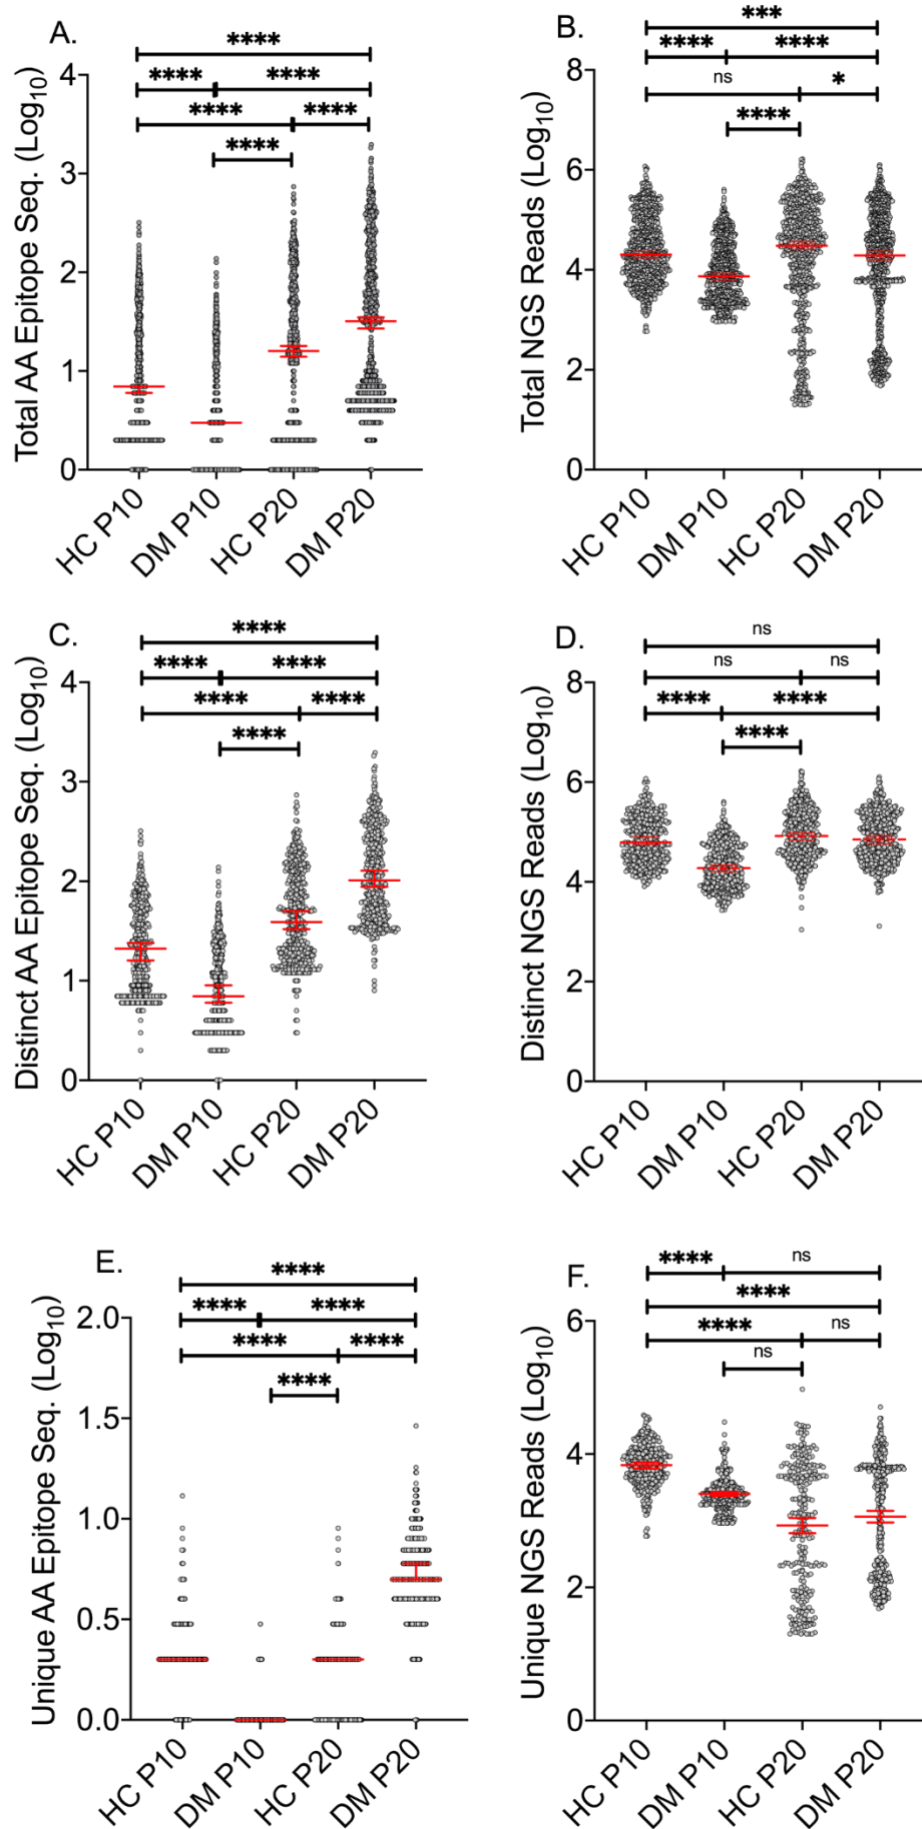 A.
****
**** ****
**** ****
****
Total AA Epitope Seq. (Log10)
4
3
2
1
0
HC P10 DM P10 HC P20 DM P20
B.
***
**** ****
ns *
****
Total NGS Reads (Log10)
8
6
4
2
0
HC P10 DM P10 HC P20 DM P20
C.
****
**** ****
**** ****
****
Distinct AA Epitope Seq. (Log10)
4
3
2
1
0
HC P10 DM P10 HC P20 DM P20
D.
ns
ns ns
**** ****
****
Distinct NGS Reads (Log10)
8
6
4
2
0
HC P10 DM P10 HC P20 DM P20
E.
****
**** ****
**** ****
****
Unique AA Epitope Seq. (Log10)
2.0
1.5
1.0
0.5
0.0
HC P10 DM P10 HC P20 DM P20
F.
**** ns
****
**** ns
ns
Unique NGS Reads (Log10)
6
4
2
0
HC P10 DM P10 HC P20 DM P20